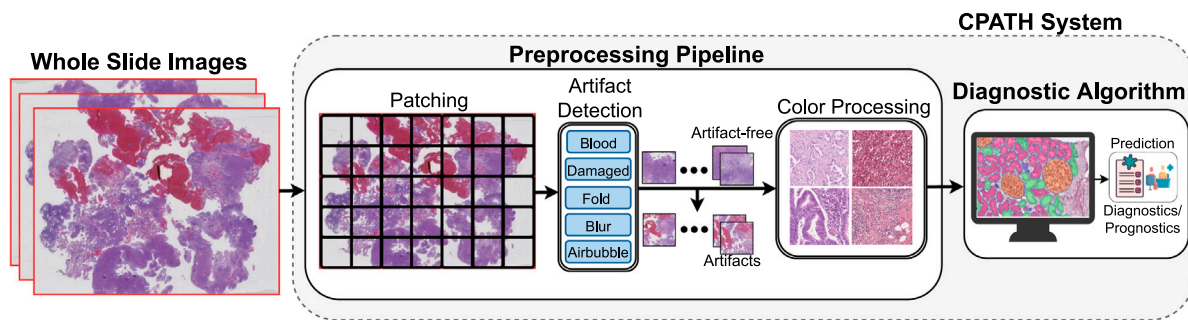 CPATH System
Whole Slide Images
Preprocessing Pipeline
Patching
Artifact
Detection
Blood
Damaged
Fold
Blur
Airbubble
Artifact-free
Artifacts
Color Processing
Diagnostic Algorithm
Prediction
Diagnostics/
Prognostics